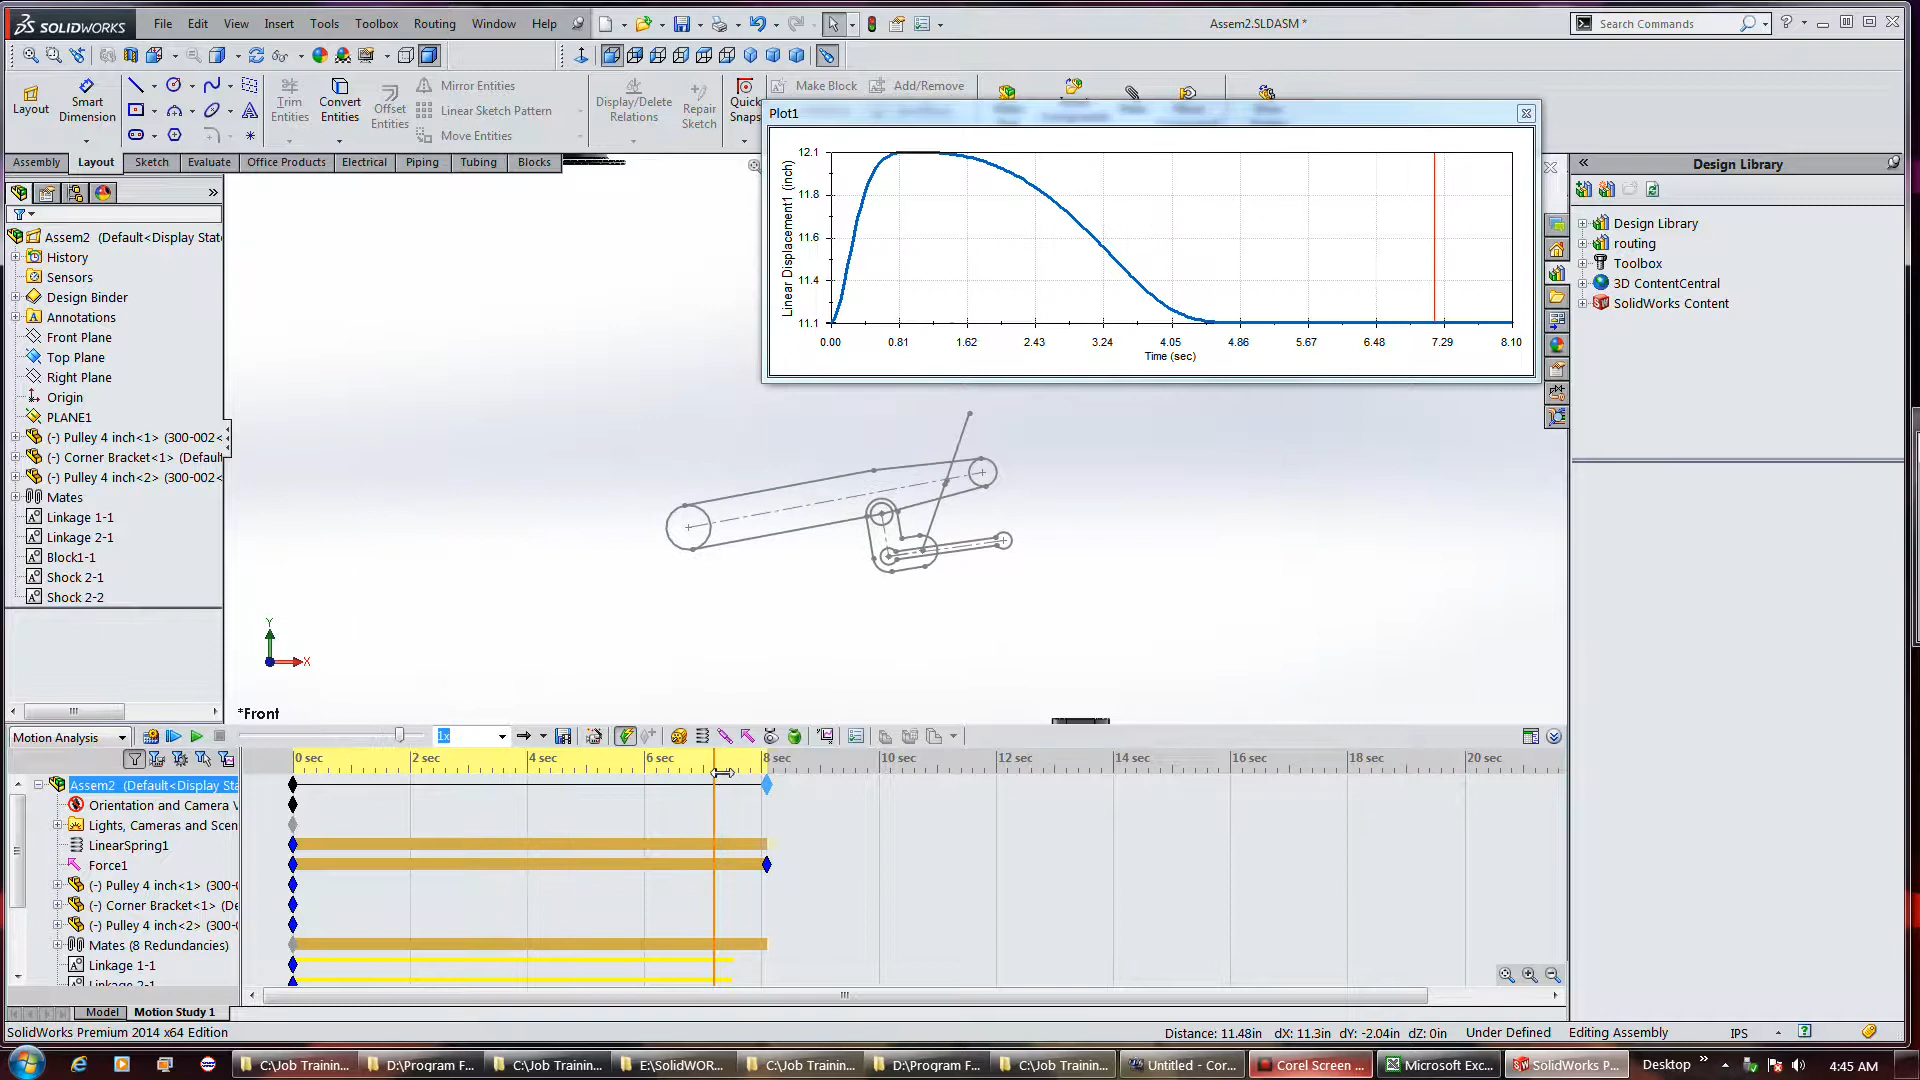 SOLIDWORKS File Edit View Insert Tools Toolbox Routing Window Help Assem2.SLDASM * Search Commands
Layout Smart Dimension Trim Entities Convert Entities Offset Entities Mirror Entities Linear Sketch Pattern Move Entities Display/Delete Relations Repair Sketch Quick Snaps Make Block Add/Remove
Assembly Layout Sketch Evaluate Office Products Electrical Piping Tubing Blocks
Plot1
Linear Displacement1 (inch)
12.1
11.8
11.6
11.4
11.1
0.00 0.81 1.62 2.43 3.24 4.05 4.86 5.67 6.48 7.29 8.10
Time (sec)
Design Library
Design Library
routing
Toolbox
3D ContentCentral
SolidWorks Content
Assem2 (Default<Display Stat
History
Sensors
Design Binder
Annotations
Front Plane
Top Plane
Right Plane
Origin
PLANE1
(-) Pulley 4 inch<1> (300-002<
(-) Corner Bracket<1> (Default
(-) Pulley 4 inch<2> (300-002<
Mates
Linkage 1-1
Linkage 2-1
Block1-1
Shock 2-1
Shock 2-2
Y
X
*Front
Motion Analysis 1x
0 sec 2 sec 4 sec 6 sec 8 sec 10 sec 12 sec 14 sec 16 sec 18 sec 20 sec
Assem2 (Default<Display Sta
Orientation and Camera V
Lights, Cameras and Scen
LinearSpring1
Force1
(-) Pulley 4 inch<1> (300-0
(-) Corner Bracket<1> (De
(-) Pulley 4 inch<2> (300-0
Mates (8 Redundancies)
Linkage 1-1
Linkage 2-1
Model Motion Study 1
SolidWorks Premium 2014 x64 Edition Distance: 11.48in dX: 11.3in dY: -2.04in dZ: 0in Under Defined Editing Assembly IPS
C:\Job Trainin... D:\Program F... C:\Job Trainin... E:\SolidWOR... C:\Job Trainin... D:\Program F... C:\Job Trainin... Untitled - Cor... Corel Screen ... Microsoft Exc... SolidWorks P... Desktop 4:45 AM